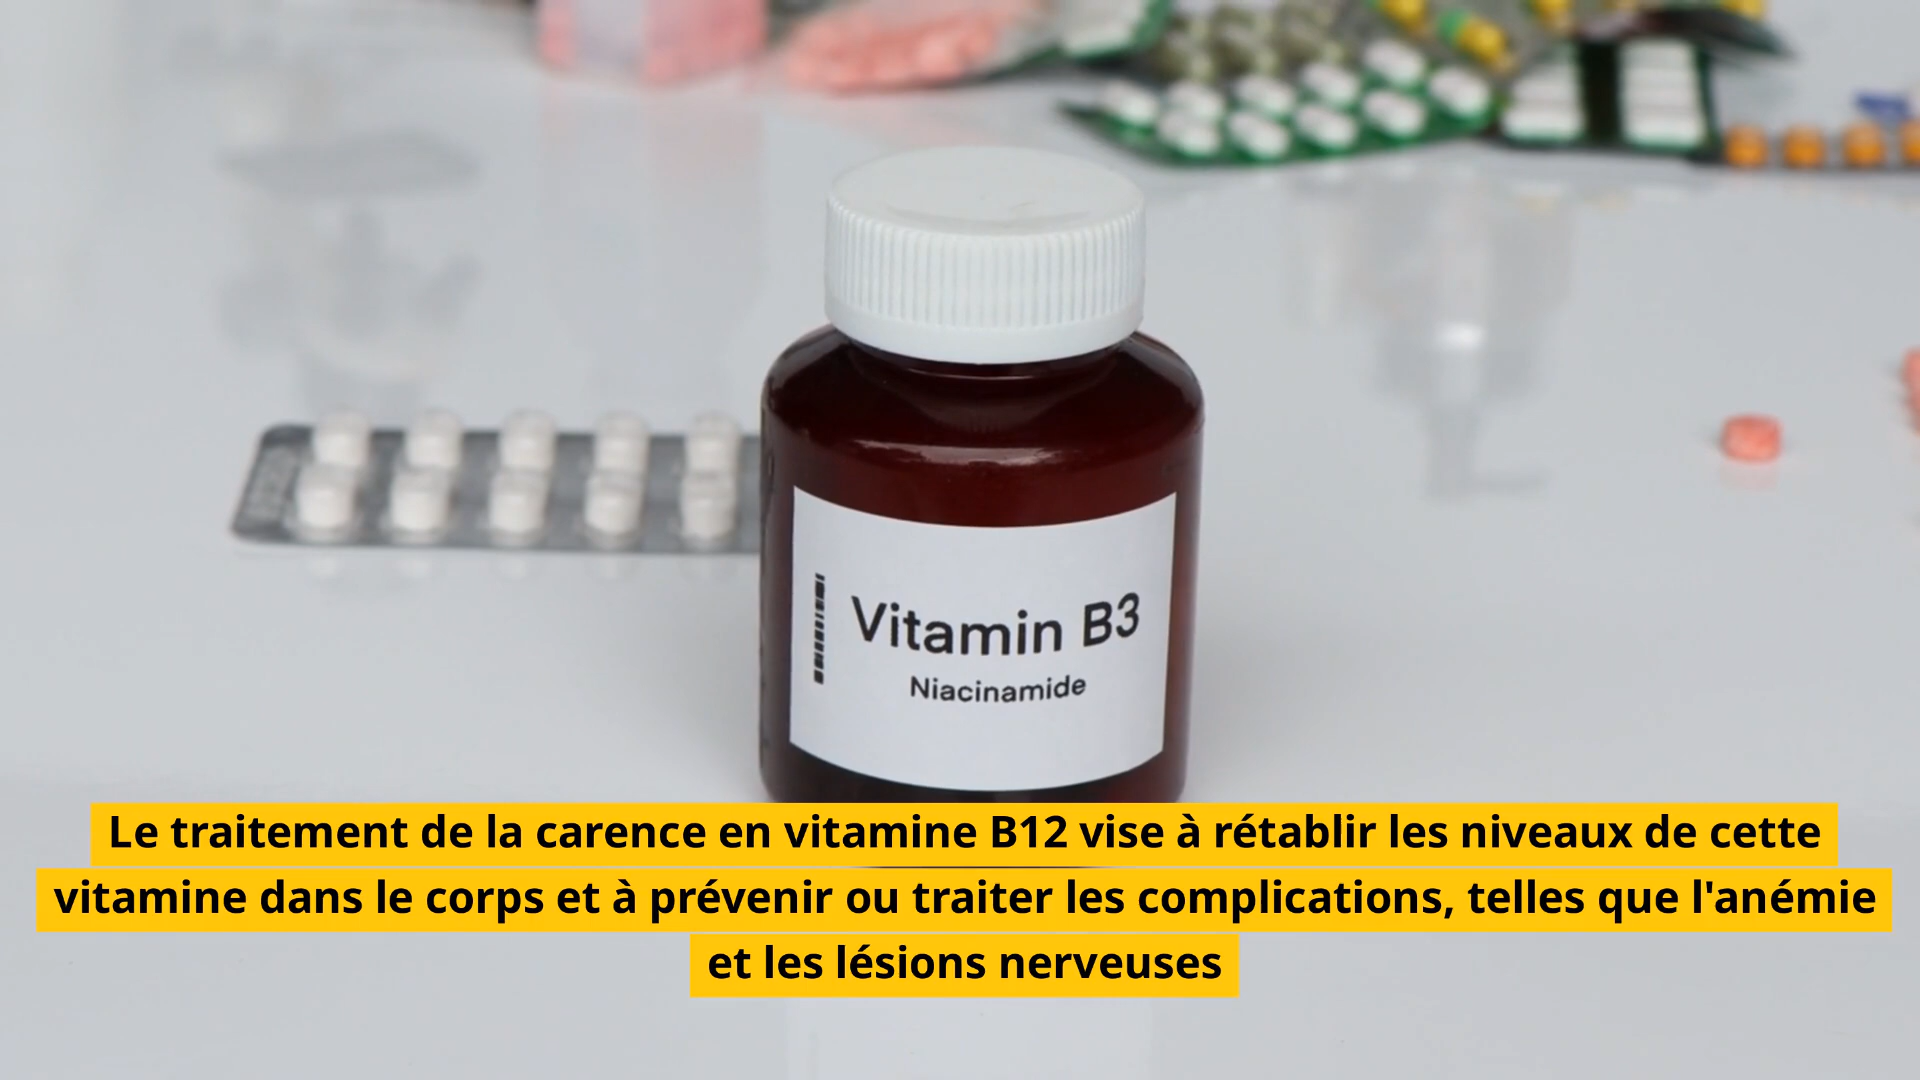 Vitamin B3
Niacinamide
Le traitement de la carence en vitamine B12 vise à rétablir les niveaux de cette
vitamine dans le corps et à prévenir ou traiter les complications, telles que l'anémie
et les lésions nerveuses